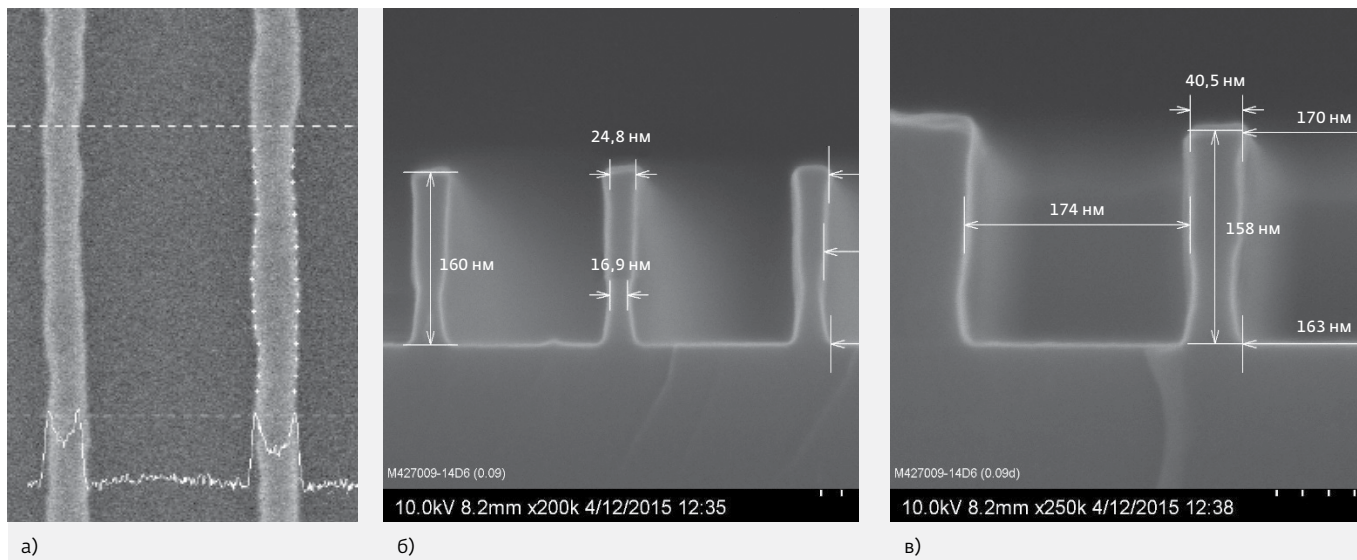 24,8 нм
160 нм
16,9 нм
M427009-14D6 (0.09)
10.0kV 8.2mm x200k 4/12/2015 12:35
40,5 нм
170 нм
174 нм
158 нм
163 нм
M427009-14D6 (0.09d)
10.0kV 8.2mm x250k 4/12/2015 12:38
а)
б)
в)